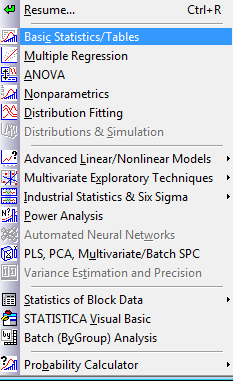 Resume... Ctrl+R
Basic Statistics/Tables
Multiple Regression
ANOVA
Nonparametrics
Distribution Fitting
Distributions & Simulation
Advanced Linear/Nonlinear Models
Multivariate Exploratory Techniques
Industrial Statistics & Six Sigma
Power Analysis
Automated Neural Networks
PLS, PCA, Multivariate/Batch SPC
Variance Estimation and Precision
Statistics of Block Data
STATISTICA Visual Basic
Batch (ByGroup) Analysis
Probability Calculator